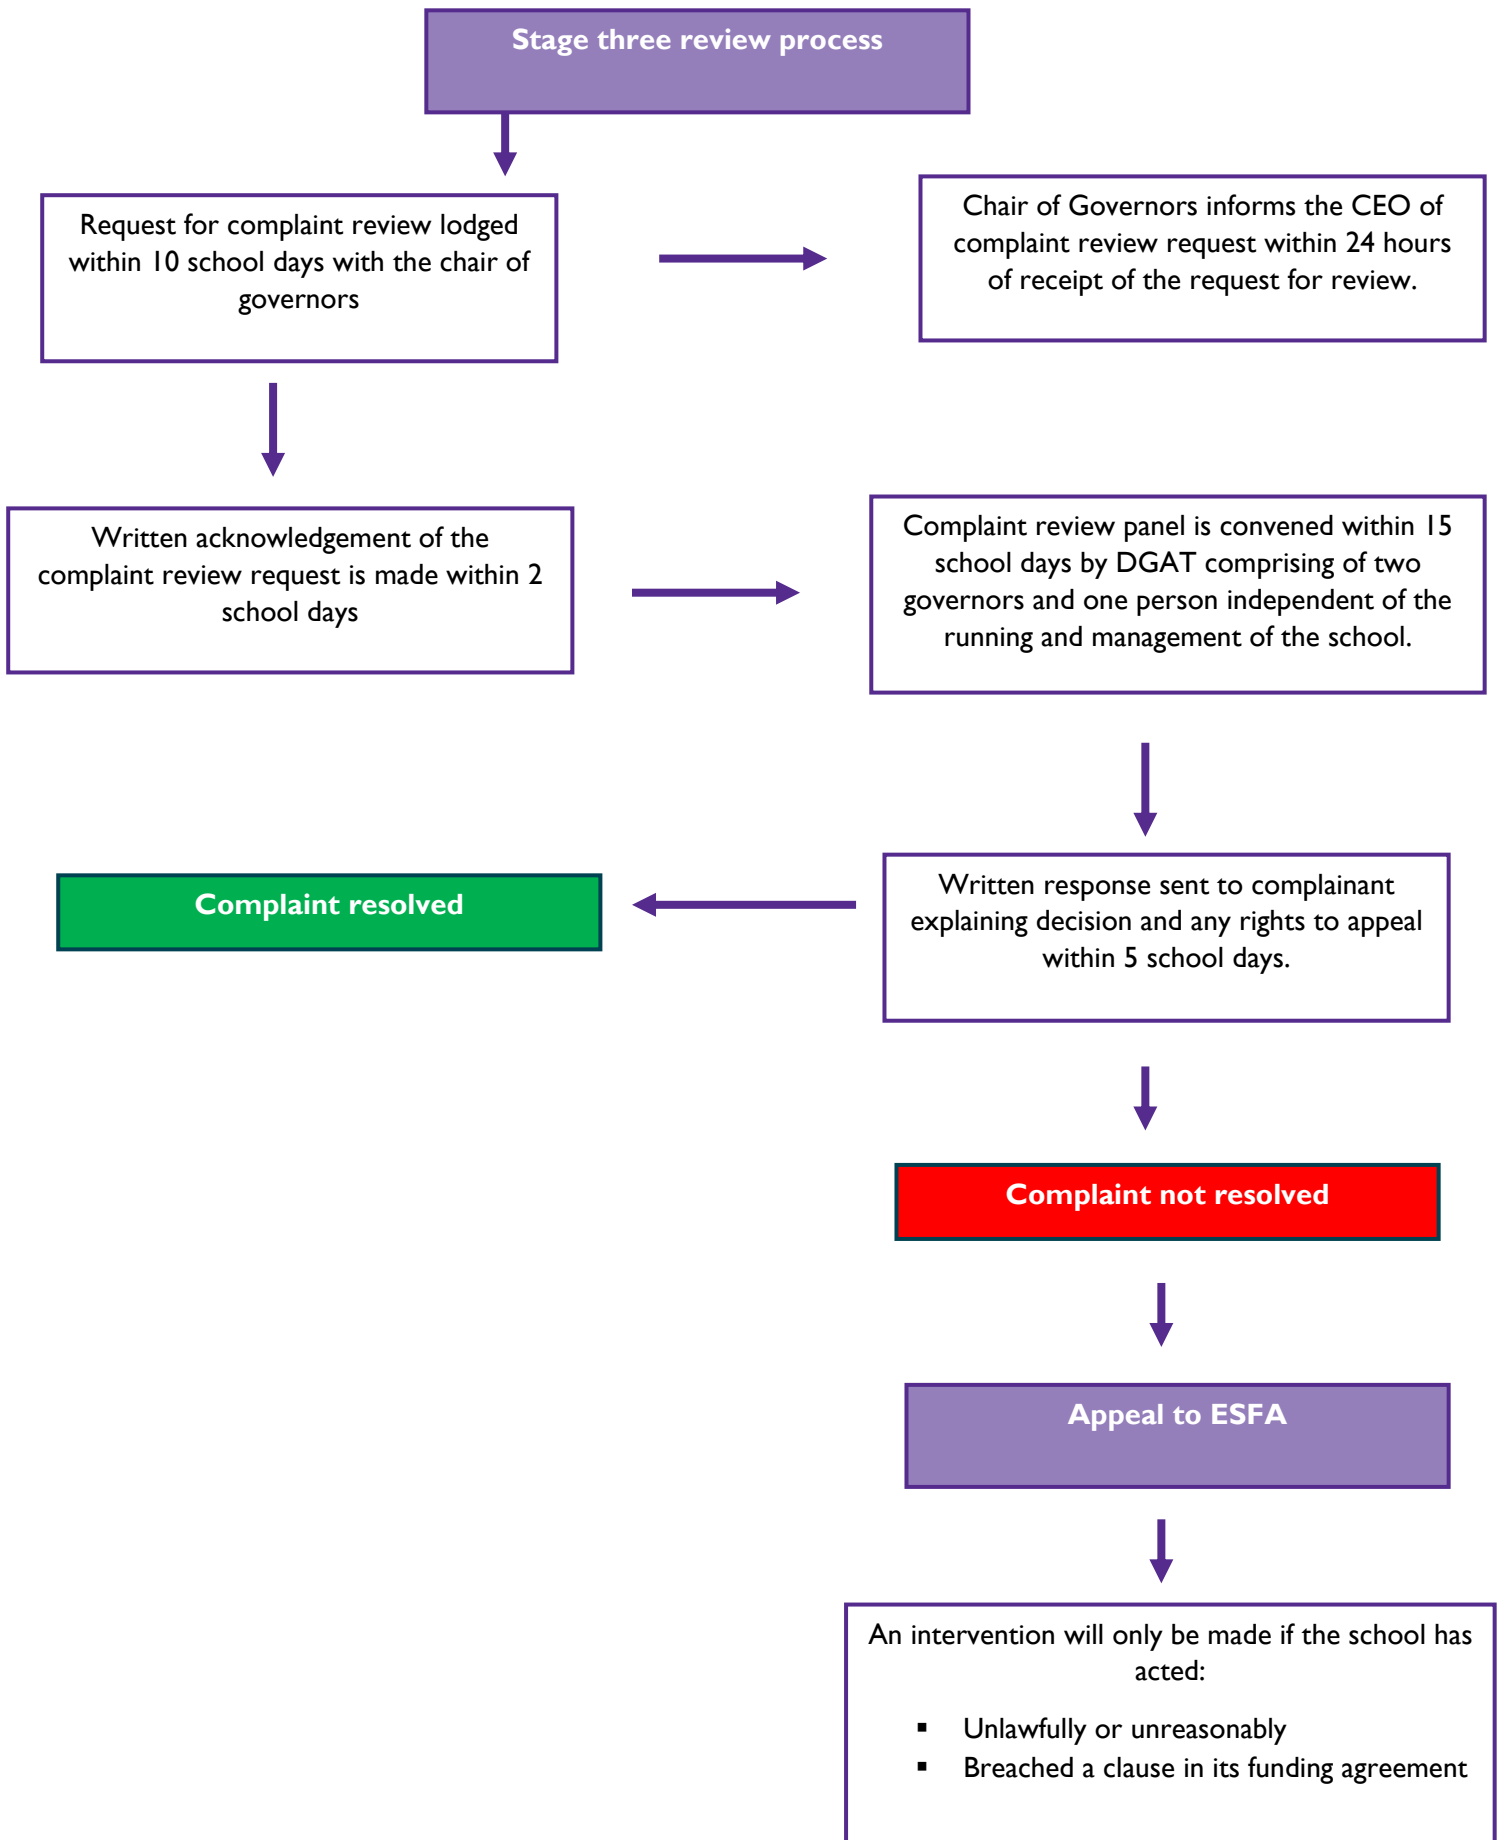 Stage three review process
Request for complaint review lodged
within 10 school days with the chair of
governors
Chair of Governors informs the CEO of
complaint review request within 24 hours
of receipt of the request for review.
Written acknowledgement of the
complaint review request is made within 2
school days
Complaint review panel is convened within 15
school days by DGAT comprising of two
governors and one person independent of the
running and management of the school.
Written response sent to complainant
explaining decision and any rights to appeal
within 5 school days.
Complaint resolved
Complaint not resolved
Appeal to ESFA
An intervention will only be made if the school has
acted:
▪ Unlawfully or unreasonably
▪ Breached a clause in its funding agreement